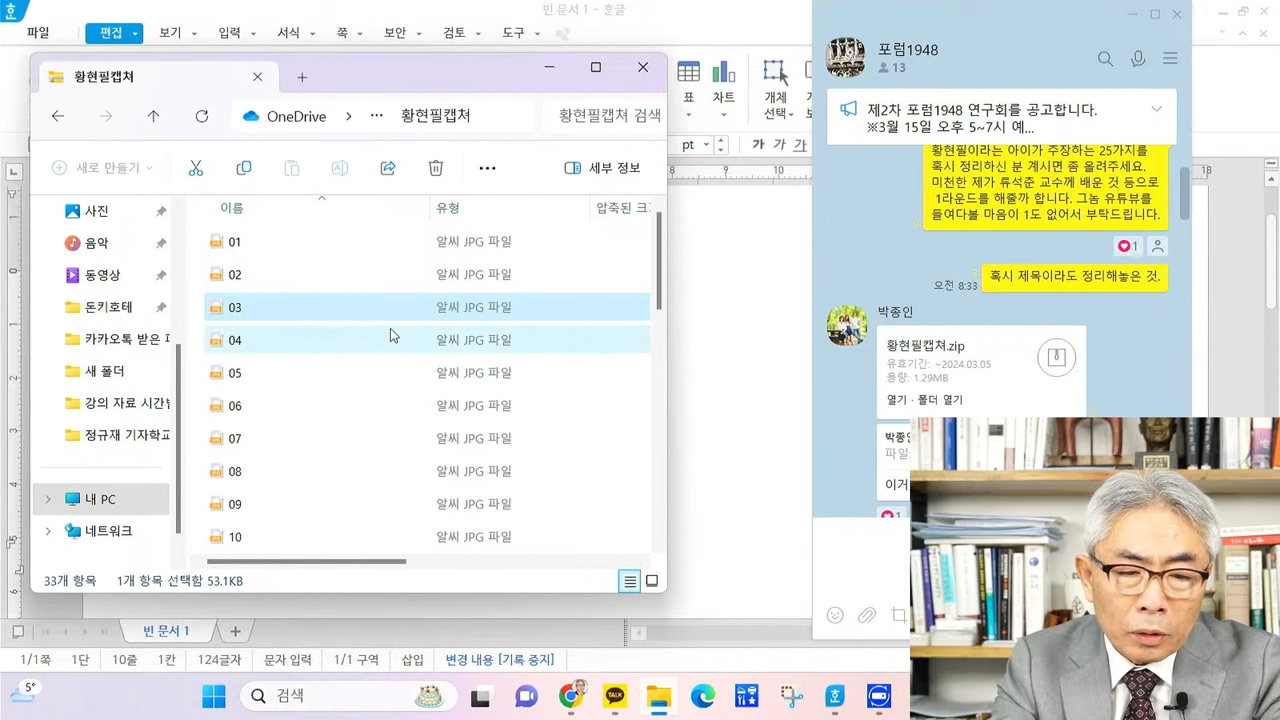 빈 문서 1 - 한글
파일
편집
보기
입력
서식
쪽
보안
검토
도구
황현필캡쳐
OneDrive
황현필캡쳐
황현필캡쳐 검색
새로 만들기
세부 정보
표
차트
개체
선택
pt
가 가 가
8 9 10
18
이름
유형
압축된 크
01 알씨 JPG 파일
02 알씨 JPG 파일
03 알씨 JPG 파일
04 알씨 JPG 파일
05 알씨 JPG 파일
06 알씨 JPG 파일
07 알씨 JPG 파일
08 알씨 JPG 파일
09 알씨 JPG 파일
10 알씨 JPG 파일
사진
음악
동영상
돈키호테
카카오톡 받은
새 폴더
강의 자료 시간
정규재 기자학교
내 PC
네트워크
33개 항목 1개 항목 선택함 53.1KB
빈 문서 1
1/1쪽 1단 10줄 1칸 124글자 문자 입력 1/1 구역 삽입 변경 내용 [기록 중지]
5°
검색
TALK
포럼1948
13
제2차 포럼1948 연구회를 공고합니다.
※3월 15일 오후 5~7시 예...
황현필이라는 아이가 주장하는 25가지를
혹시 정리하신 분 계시면 좀 올려주세요.
미천한 제가 류석춘 교수께 배운 것 등으로
1라운드를 해줄까 합니다. 그놈 유튜뷰를
들여다볼 마음이 1도 없어서 부탁드립니다.
3
1
3
오전 8:33
혹시 제목이라도 정리해놓은 것.
박종인
황현필캡쳐.zip
유효기간: ~2024.03.05
용량: 1.29MB
열기 · 폴더 열기
박종인
파일
이거
1